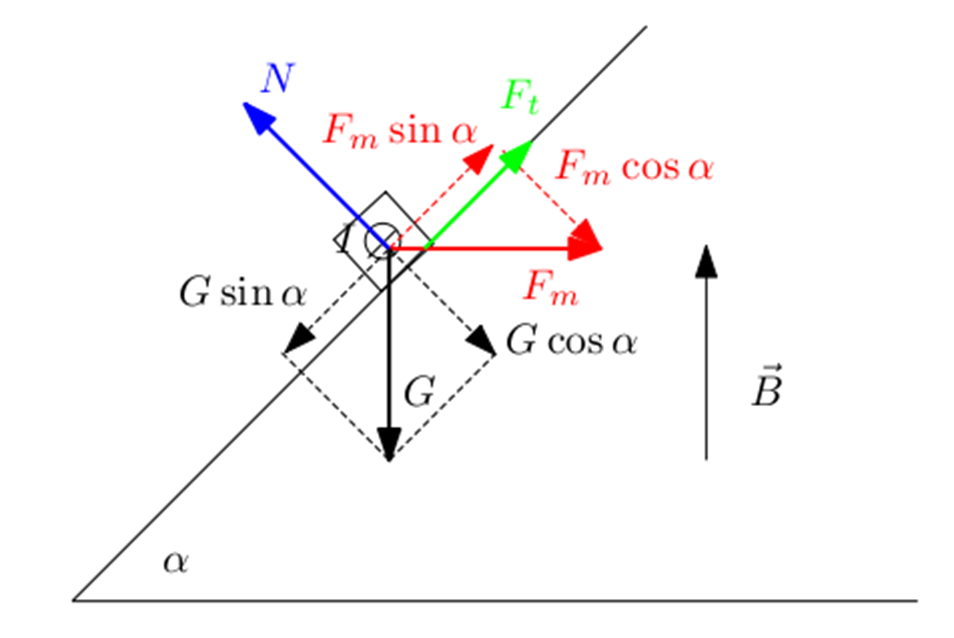 N
F_t
F_m sin α
F_m cos α
I
G sin α
F_m
G cos α
G
B⃗
α